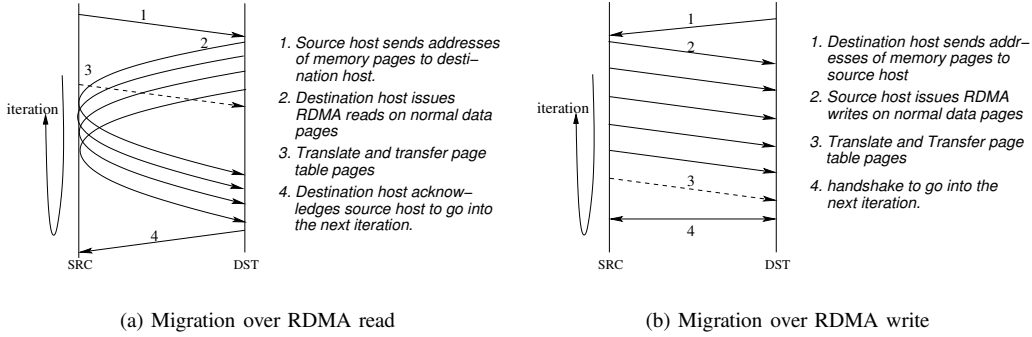 1
2
3
iteration
4
SRC
DST
1. Source host sends addresses
of memory pages to desti–
nation host.
2. Destination host issues
RDMA reads on normal data
pages
3. Translate and transfer page
table pages
4. Destination host acknow–
ledges source host to go into
the next iteration.
(a) Migration over RDMA read
1
2
iteration
3
4
SRC
DST
1. Destination host sends addr–
esses of memory pages to
source host
2. Source host issues RDMA
writes on normal data pages
3. Translate and Transfer page
table pages
4. handshake to go into the
next iteration.
(b) Migration over RDMA write